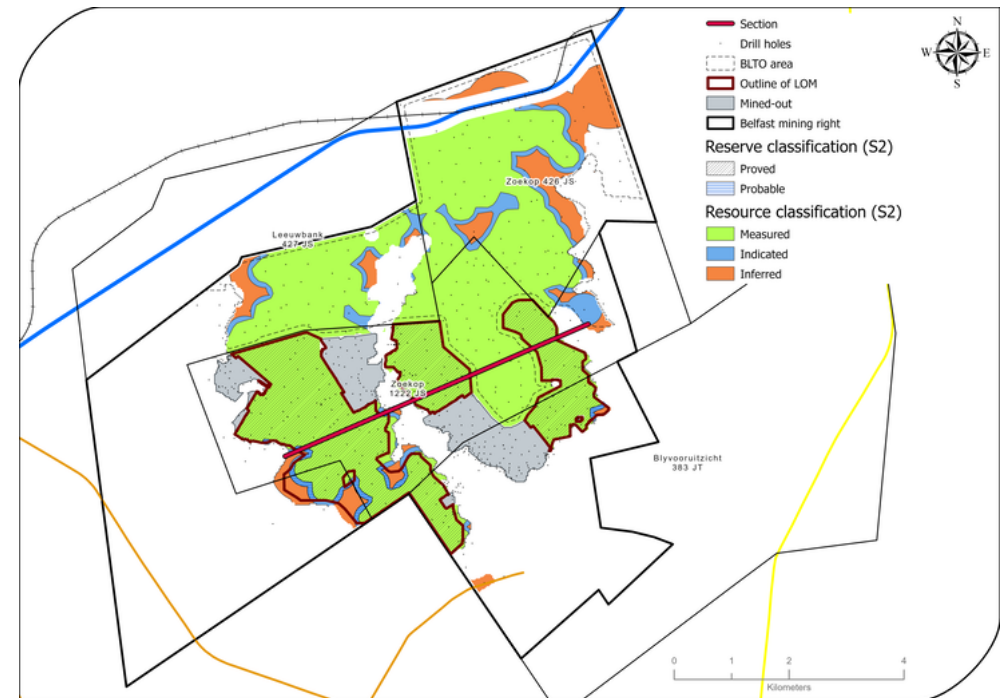 Section
Drill holes
BLTO area
Outline of LOM
Mined-out
Belfast mining right
Reserve classification (S2)
Proved
Probable
Resource classification (S2)
Measured
Indicated
Inferred
N
W
E
S
Zoekop 426 JS
Leeuwbank
427 JS
Zoekop
1222 JS
Blyvooruitzicht
383 JT
0
1
2
4
Kilometers